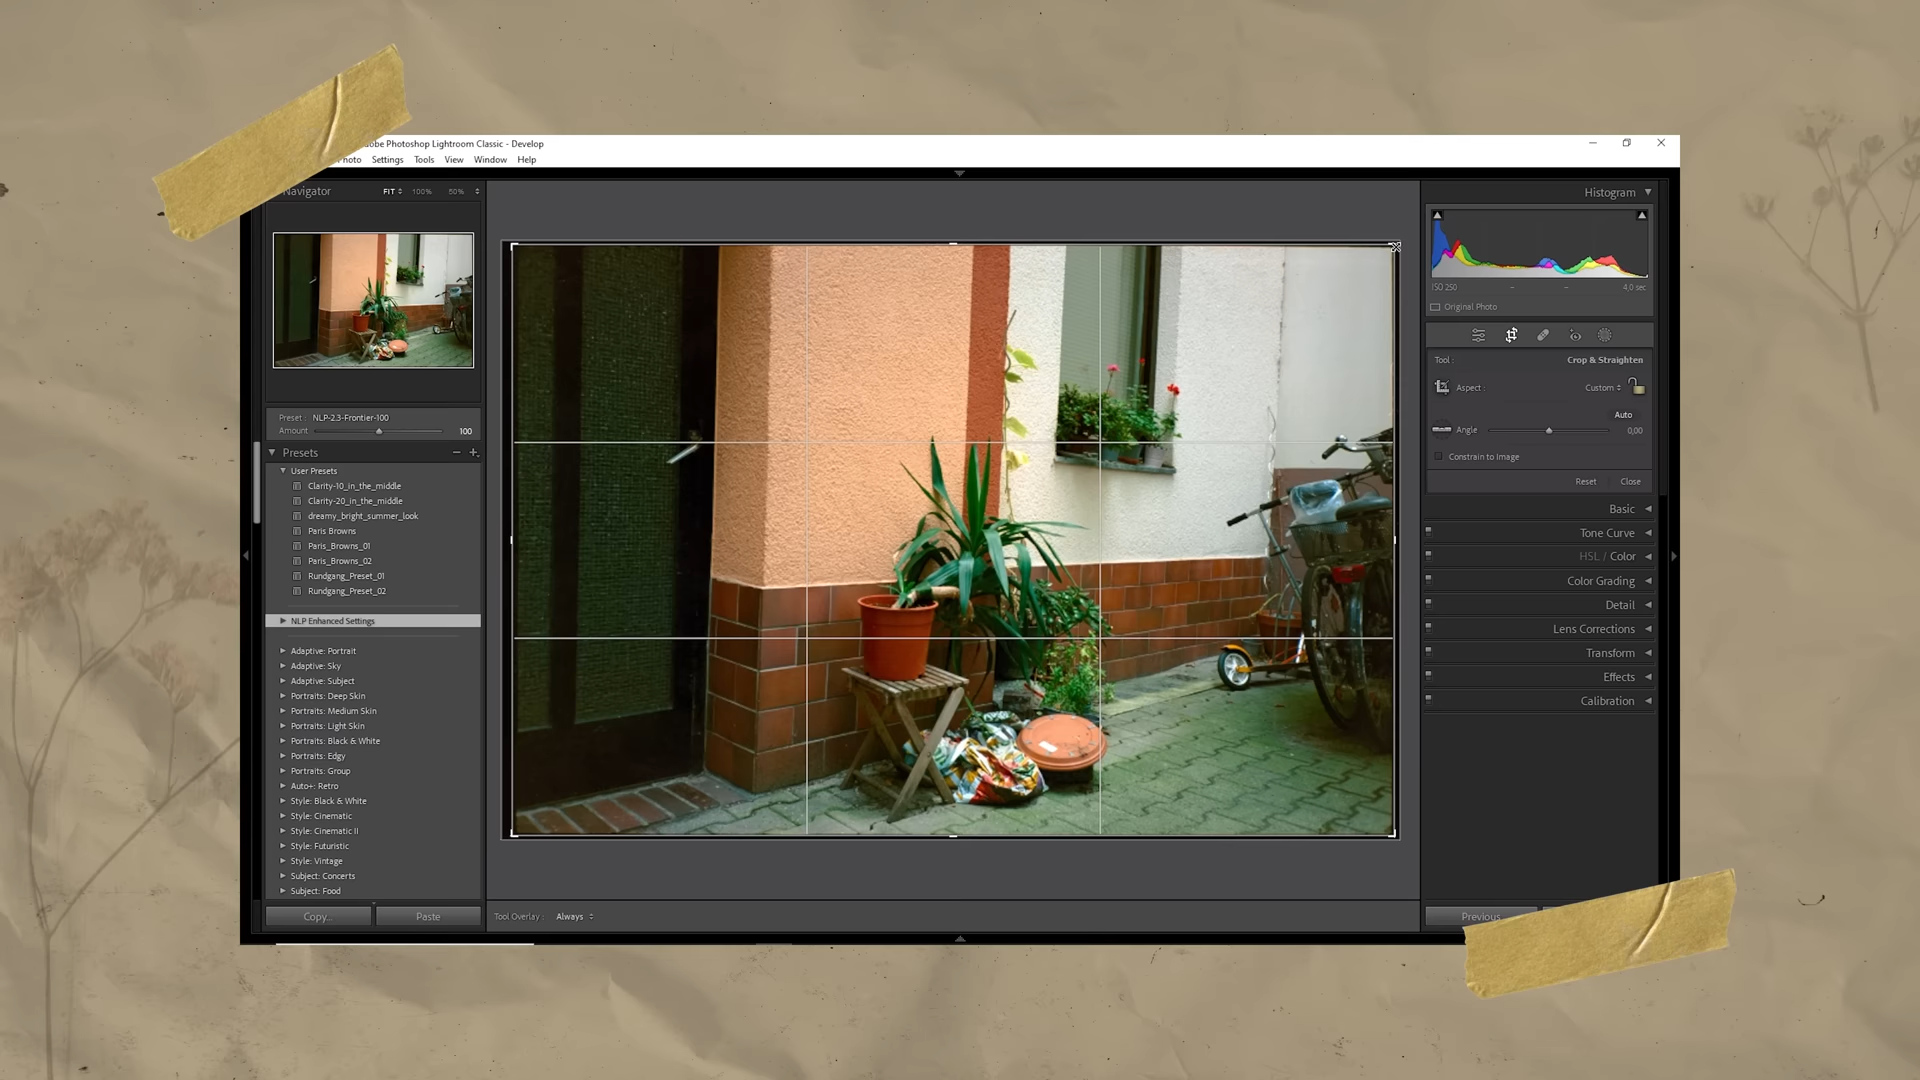 dobe Photoshop Lightroom Classic - Develop
Photo Settings Tools View Window Help
Navigator FIT 100% 50%
Preset : NLP-2.3-Frontier-100
Amount 100
Presets
User Presets
Clarity-10_in_the_middle
Clarity-20_in_the_middle
dreamy_bright_summer_look
Paris Browns
Paris_Browns_01
Paris_Browns_02
Rundgang_Preset_01
Rundgang_Preset_02
NLP Enhanced Settings
Adaptive: Portrait
Adaptive: Sky
Adaptive: Subject
Portraits: Deep Skin
Portraits: Medium Skin
Portraits: Light Skin
Portraits: Black & White
Portraits: Edgy
Portraits: Group
Auto+: Retro
Style: Black & White
Style: Cinematic
Style: Cinematic II
Style: Futuristic
Style: Vintage
Subject: Concerts
Subject: Food
Copy... Paste
Tool Overlay : Always
Histogram
ISO 250 – – 4,0 sec
Original Photo
Tool : Crop & Straighten
Aspect : Custom
Auto
Angle 0,00
Constrain to Image
Reset Close
Basic
Tone Curve
HSL / Color
Color Grading
Detail
Lens Corrections
Transform
Effects
Calibration
Previous